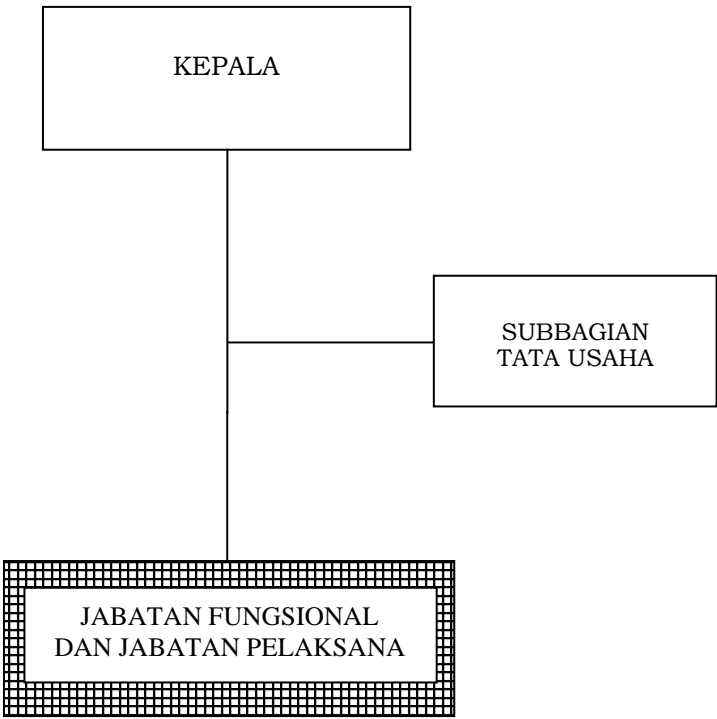 KEPALA
SUBBAGIAN
TATA USAHA
JABATAN FUNGSIONAL
DAN JABATAN PELAKSANA